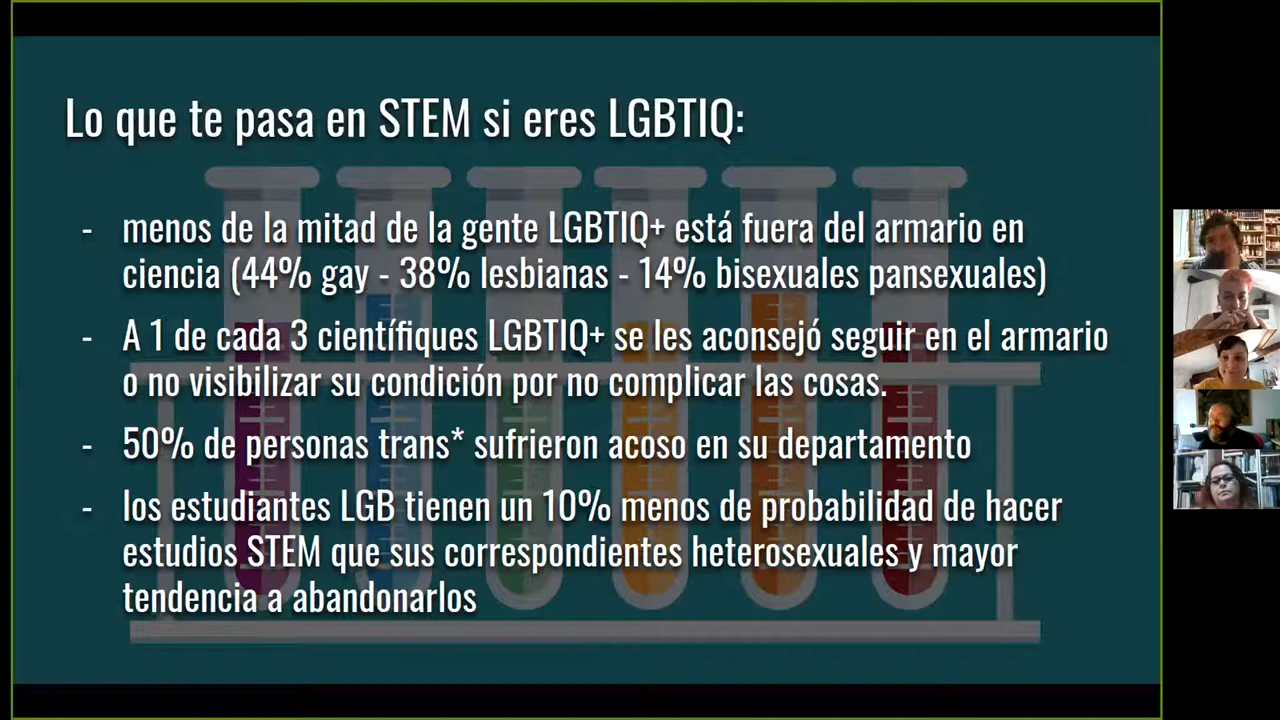 Lo que te pasa en STEM si eres LGBTIQ:
- menos de la mitad de la gente LGBTIQ+ está fuera del armario en
ciencia (44% gay - 38% lesbianas - 14% bisexuales pansexuales)
- A 1 de cada 3 científiques LGBTIQ+ se les aconsejó seguir en el armario
o no visibilizar su condición por no complicar las cosas.
- 50% de personas trans* sufrieron acoso en su departamento
- los estudiantes LGB tienen un 10% menos de probabilidad de hacer
estudios STEM que sus correspondientes heterosexuales y mayor
tendencia a abandonarlos